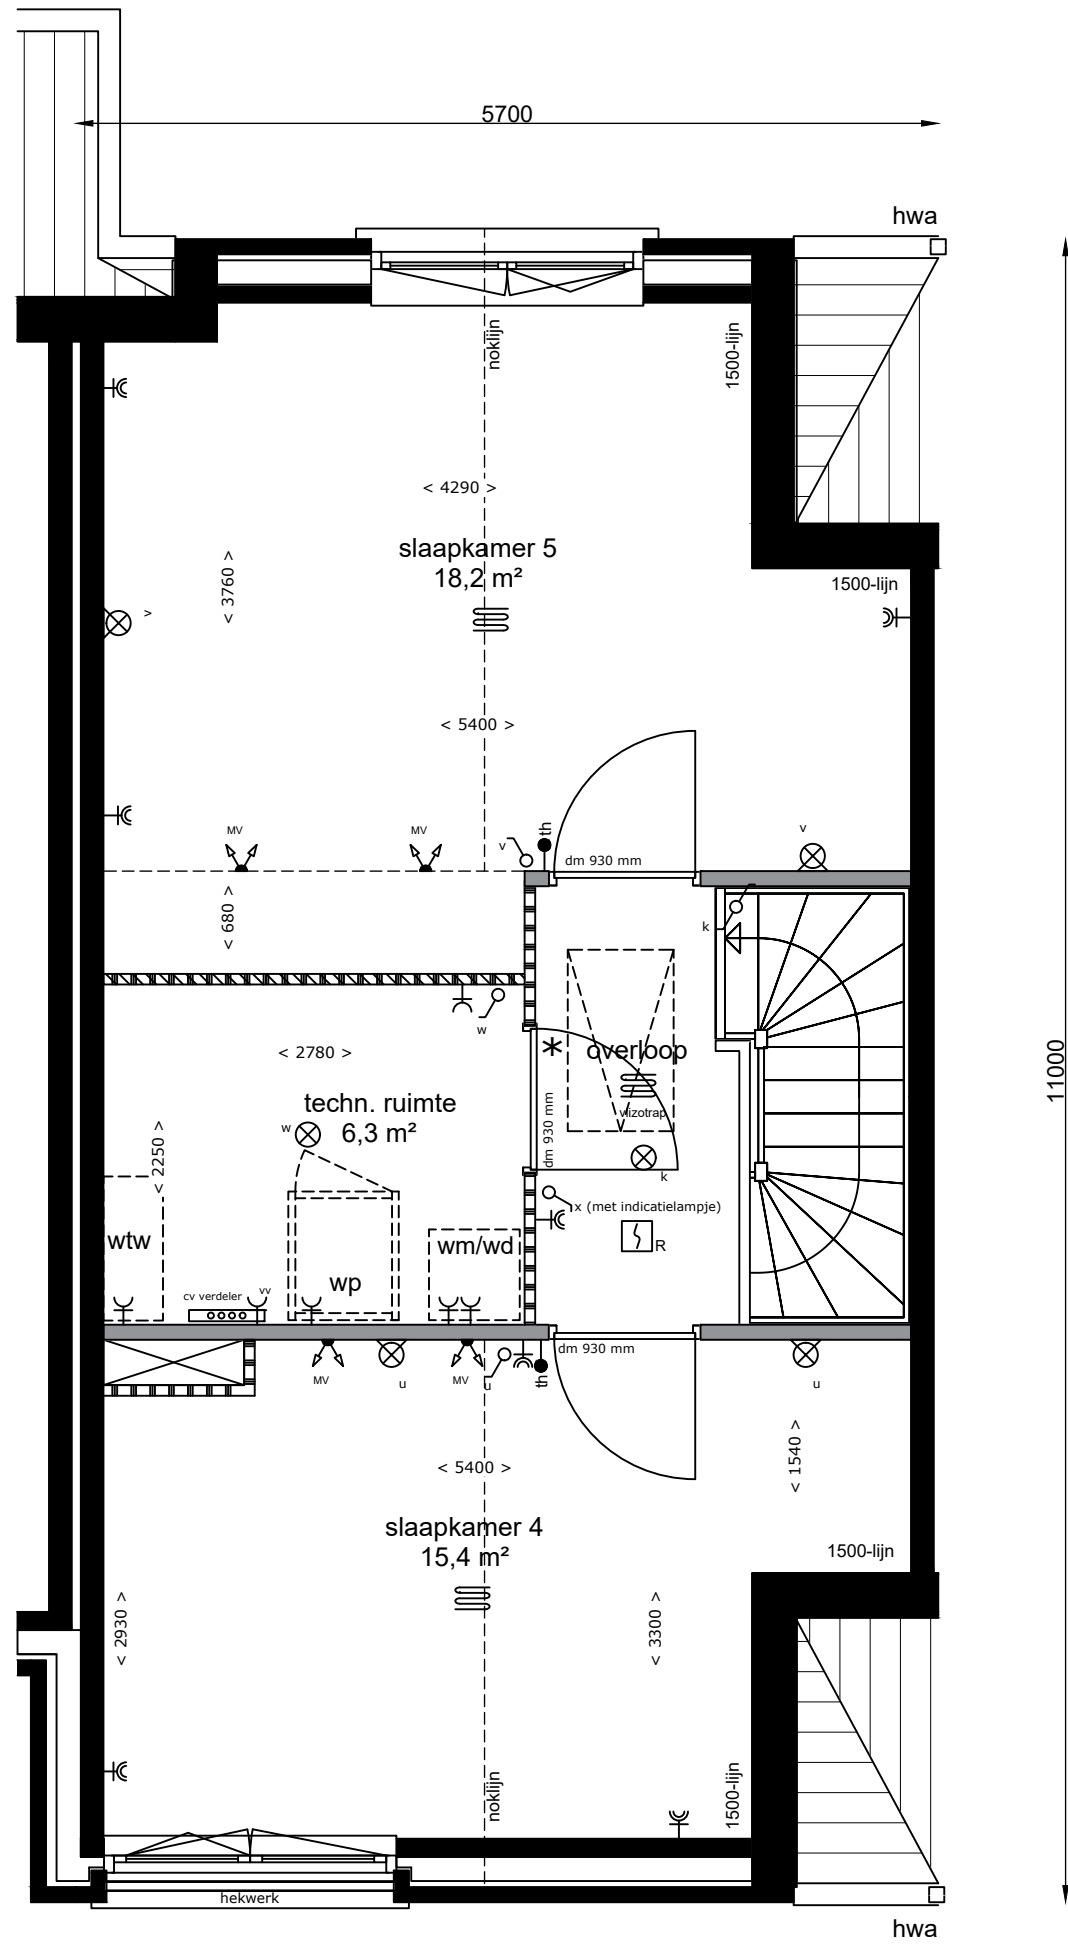 5700
hwa
noklijn
1500-lijn
< 4290 >
slaapkamer 5
18,2 m²
< 3760 >
1500-lijn
>
< 5400 >
MV
MV
v
th
dm 930 mm
v
< 680 >
k
w
< 2780 >
*
overloop
11000
techn. ruimte
6,3 m²
w
vlizotrap
dm 930 mm
< 2250 >
k
x (met indicatielampje)
wtw
wm/wd
R
wp
cv verdeler
vv
MV
u
MV
u
th
dm 930 mm
u
< 5400 >
< 1540 >
slaapkamer 4
15,4 m²
1500-lijn
< 2930 >
< 3300 >
noklijn
1500-lijn
hekwerk
hwa